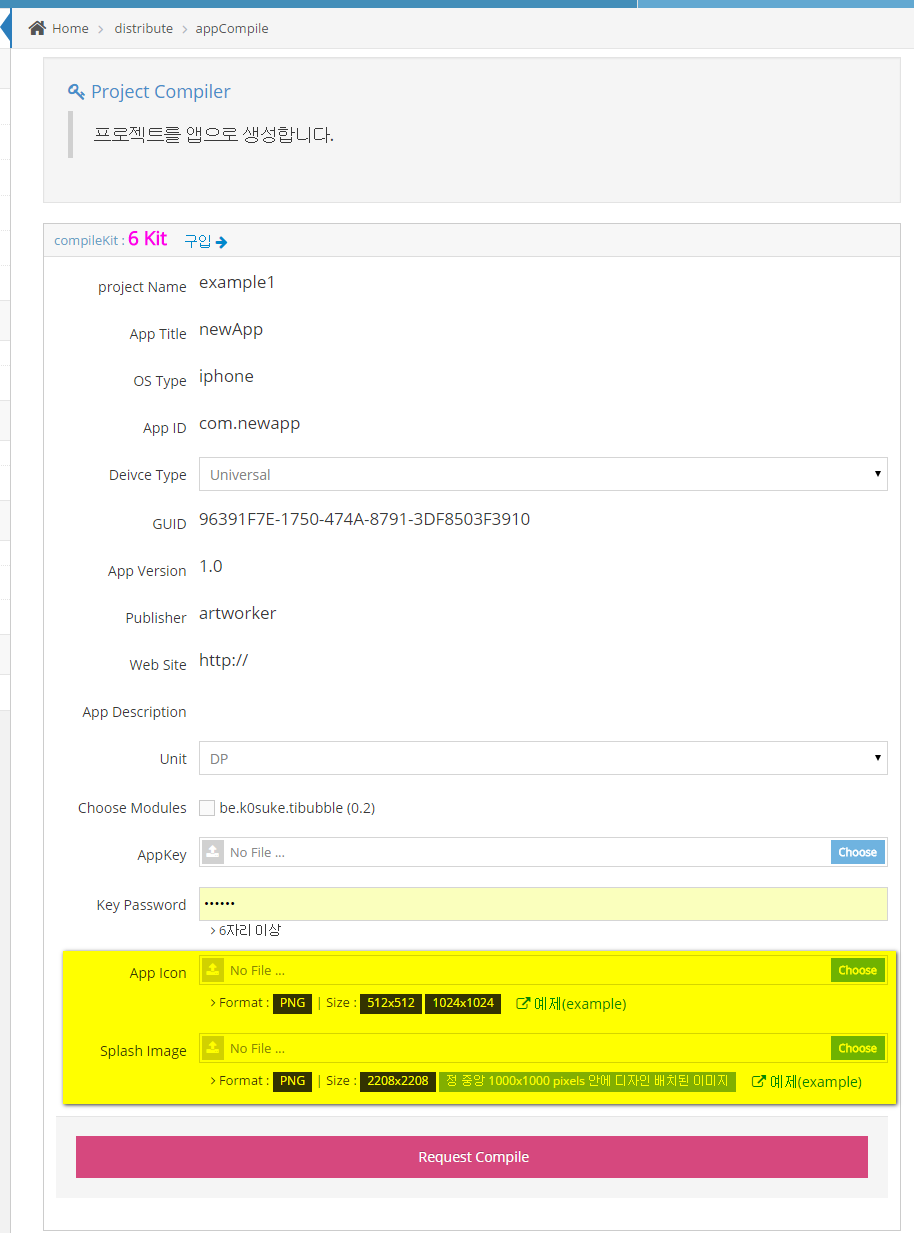 Home > distribute > appCompile
Project Compiler
프로젝트를 앱으로 생성합니다.
compileKit : 6 Kit 구입
project Name example1
App Title newApp
OS Type iphone
App ID com.newapp
Deivce Type Universal
GUID 96391F7E-1750-474A-8791-3DF8503F3910
App Version 1.0
Publisher artworker
Web Site http://
App Description
Unit DP
Choose Modules be.k0suke.tibubble (0.2)
AppKey No File ... Choose
Key Password ••••••
> 6자리 이상
App Icon No File ... Choose
> Format : PNG | Size : 512x512 1024x1024 예제(example)
Splash Image No File ... Choose
> Format : PNG | Size : 2208x2208 정 중앙 1000x1000 pixels 안에 디자인 배치된 이미지 예제(example)
Request Compile